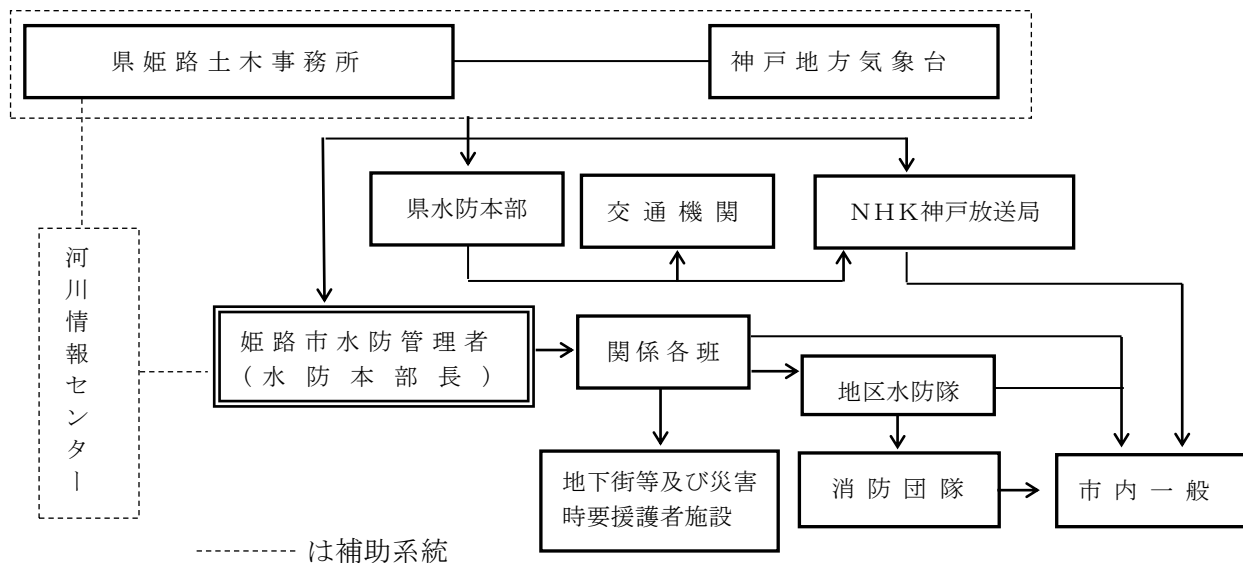 県姫路土木事務所
神戸地方気象台
県水防本部
交通機関
ＮＨＫ神戸放送局
河川情報センター
姫路市水防管理者
(水防本部長)
関係各班
地区水防隊
地下街等及び災害
時要援護者施設
消防団隊
市内一般
は補助系統